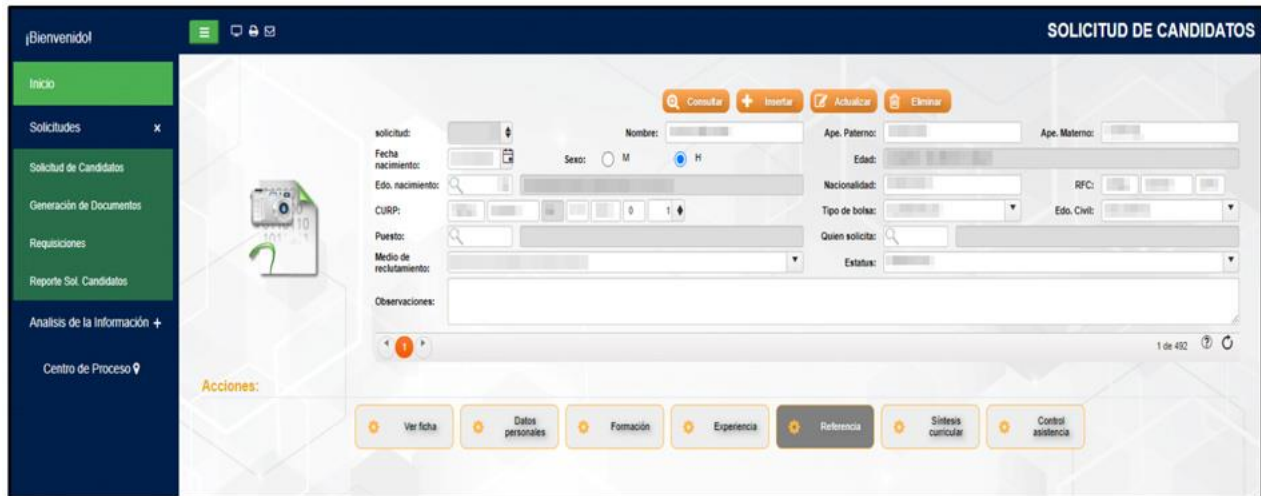 ¡Bienvenido!
SOLICITUD DE CANDIDATOS
Inicio
Solicitudes x
Solicitud de Candidatos
Generación de Documentos
Requisiciones
Reporte Sol. Candidatos
Analisis de la Información +
Centro de Proceso
Consultar Insertar Actualizar Eliminar
solicitud: Nombre: Ape. Paterno: Ape. Materno:
Fecha nacimiento: Sexo: M H Edad:
Edo. nacimiento: Nacionalidad: RFC:
CURP: 0 1 Tipo de bolsa: Edo. Civil:
Puesto: Quien solicita:
Medio de reclutamiento: Estatus:
Observaciones:
1 1 de 492
Acciones:
Ver ficha Datos personales Formación Experiencia Referencia Síntesis curricular Control asistencia